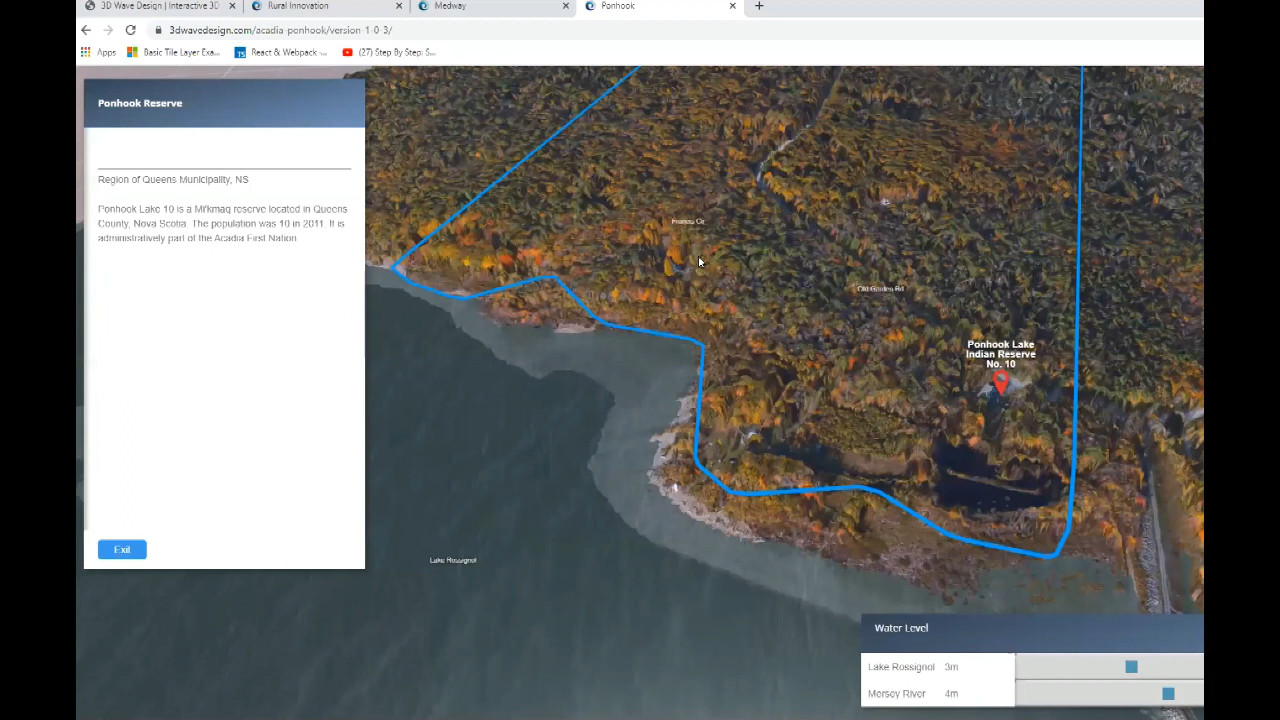 3D Wave Design | Interactive 3D
Rural Innovation
Medway
Ponhook
3dwavedesign.com/acadia-ponhook/version-1-0-3/
Apps
Basic Tile Layer Exa...
TS
React & Webpack -...
(27) Step By Step: S...
Ponhook Reserve
Region of Queens Municipality, NS
Ponhook Lake 10 is a Mi'kmaq reserve located in Queens
County, Nova Scotia. The population was 10 in 2011. It is
administratively part of the Acadia First Nation.
Exit
Francis Cir
Old Garden Rd
Ponhook Lake
Indian Reserve
No. 10
Lake Rossignol
Water Level
Lake Rossignol 3m
Mersey River 4m